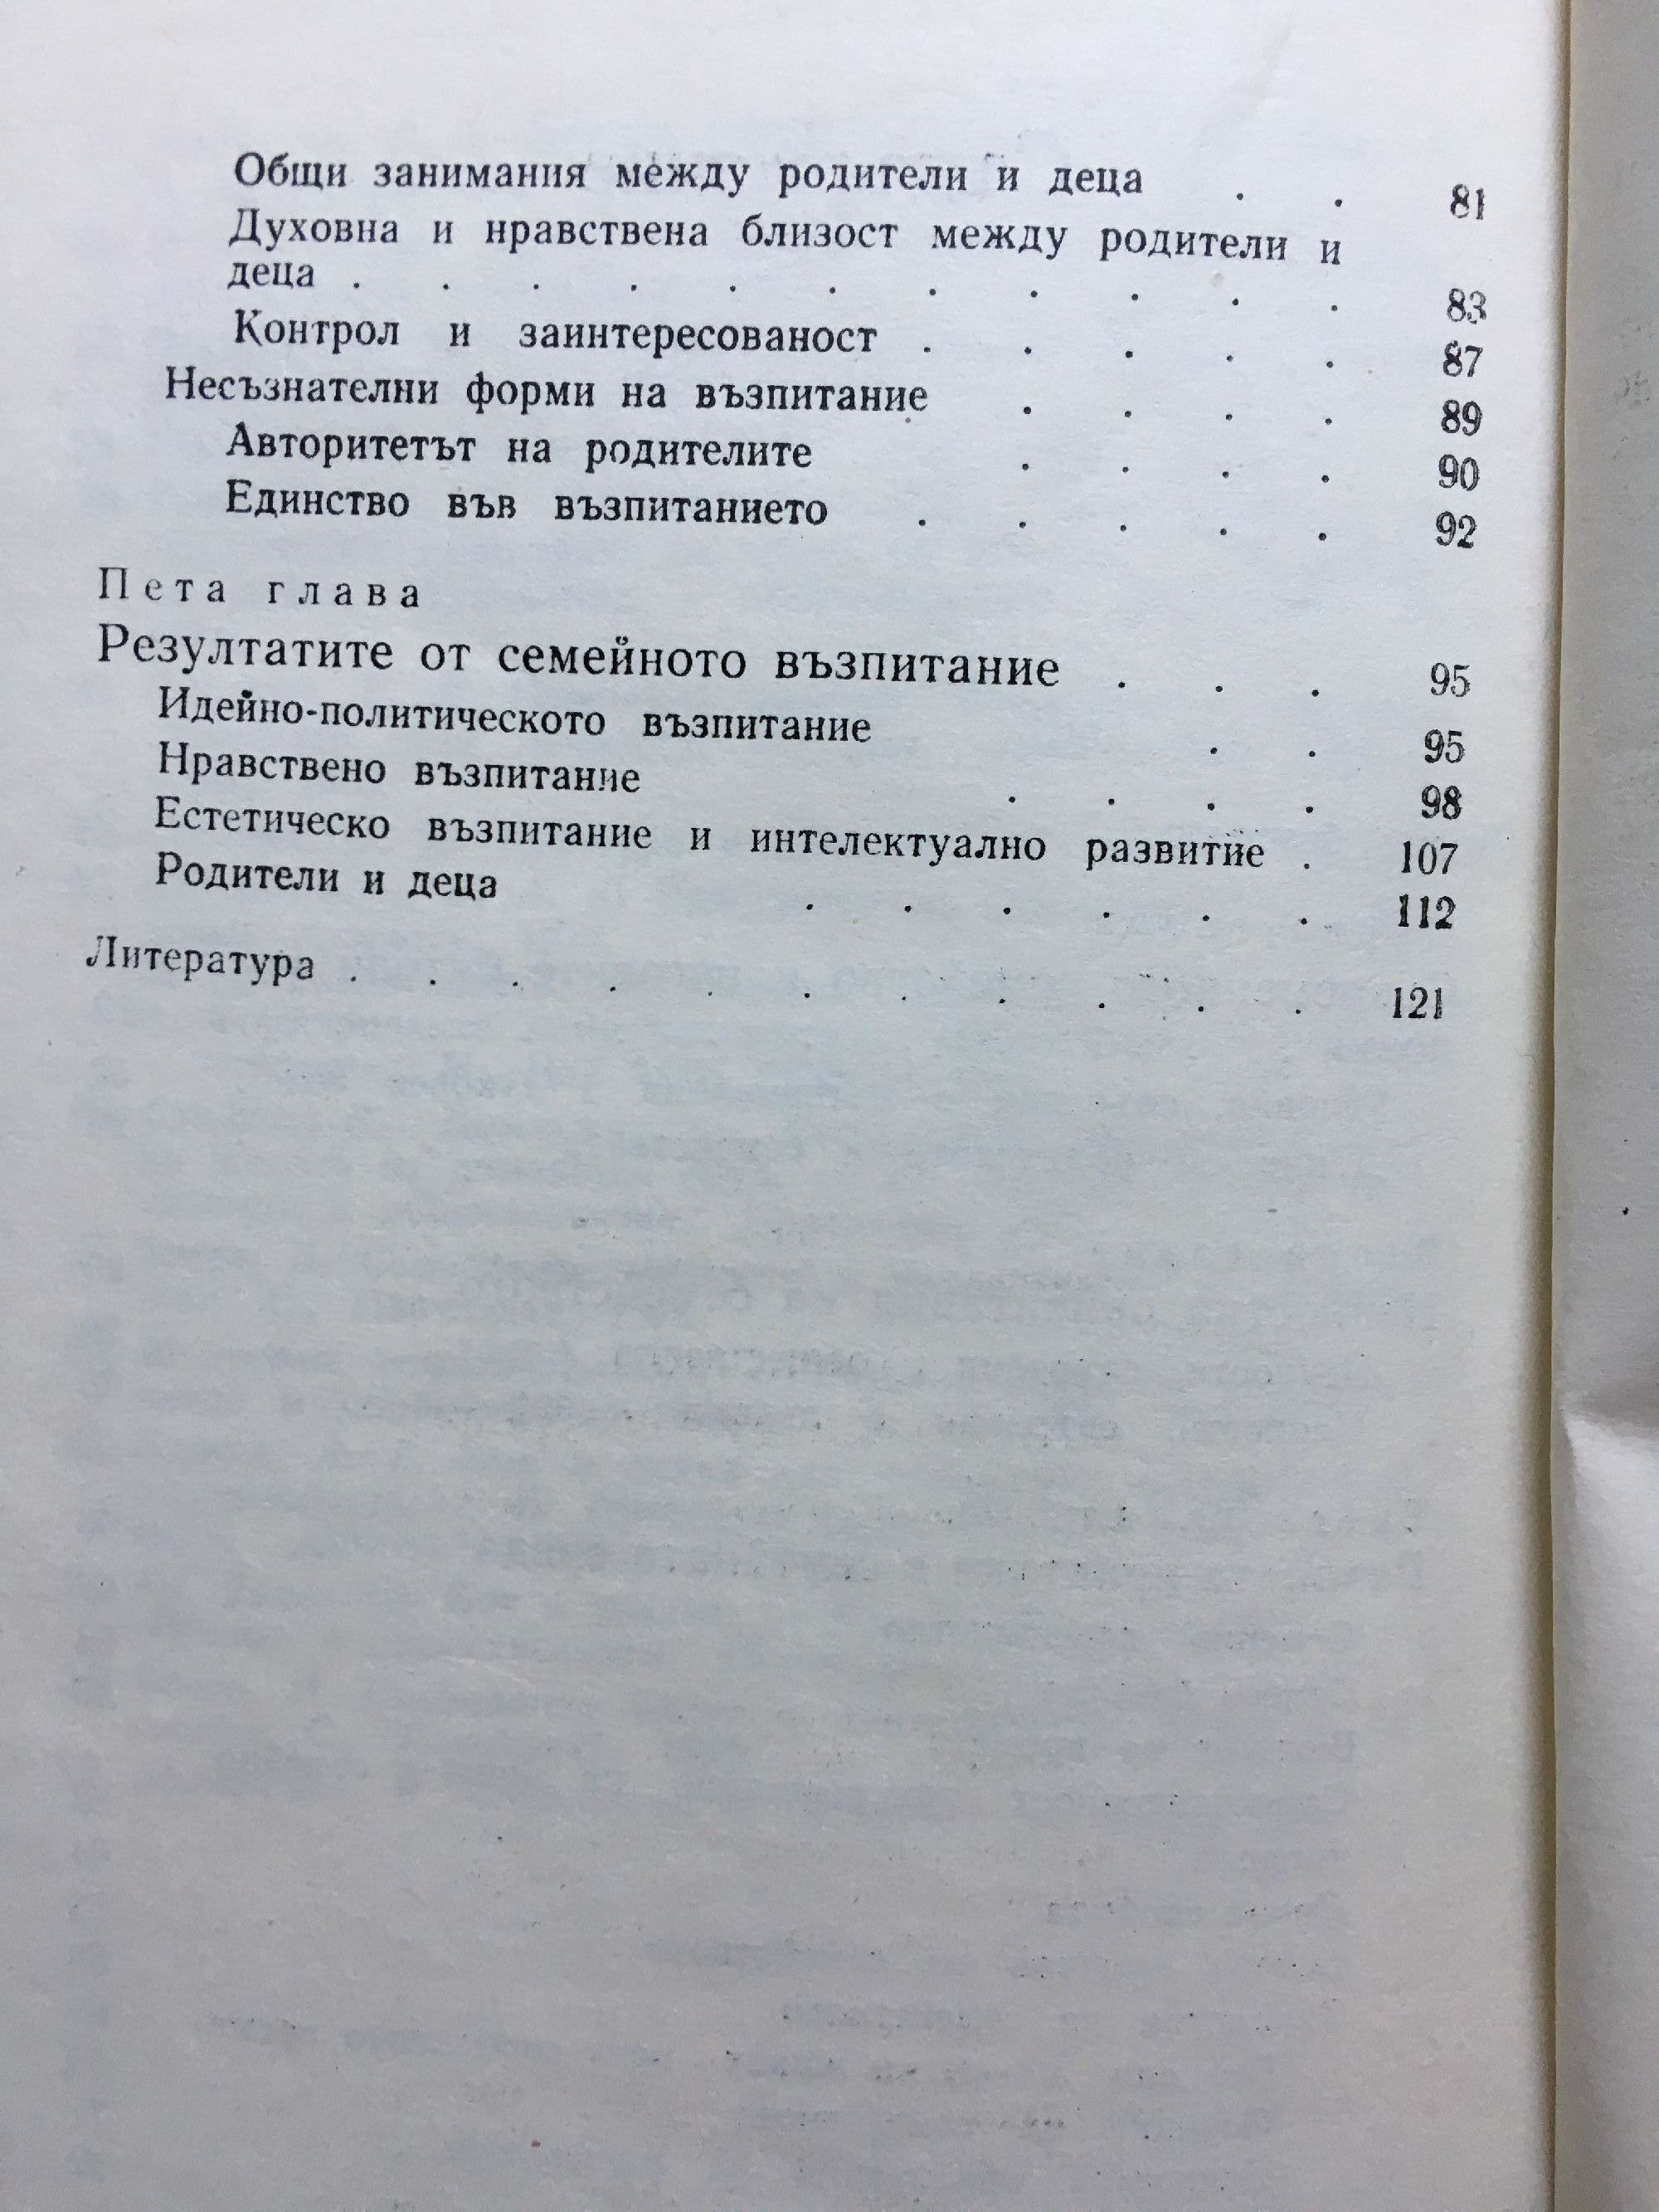 Общи занимания между родители и деца . . 81
Духовна и нравствена близост между родители и
деца . . . . . . . . . . . 83
Контрол и заинтересованост . . . . . 87
Несъзнателни форми на възпитание . . . . 89
Авторитетът на родителите . . . . 90
Единство във възпитанието . . . . . 92
Пета глава
Резултатите от семейното възпитание . . . 95
Идейно-политическото възпитание . . 95
Нравствено възпитание . . . . 98
Естетическо възпитание и интелектуално развитие . 107
Родители и деца . . . . . . 112
Литература . . . . . . . . . . . 121